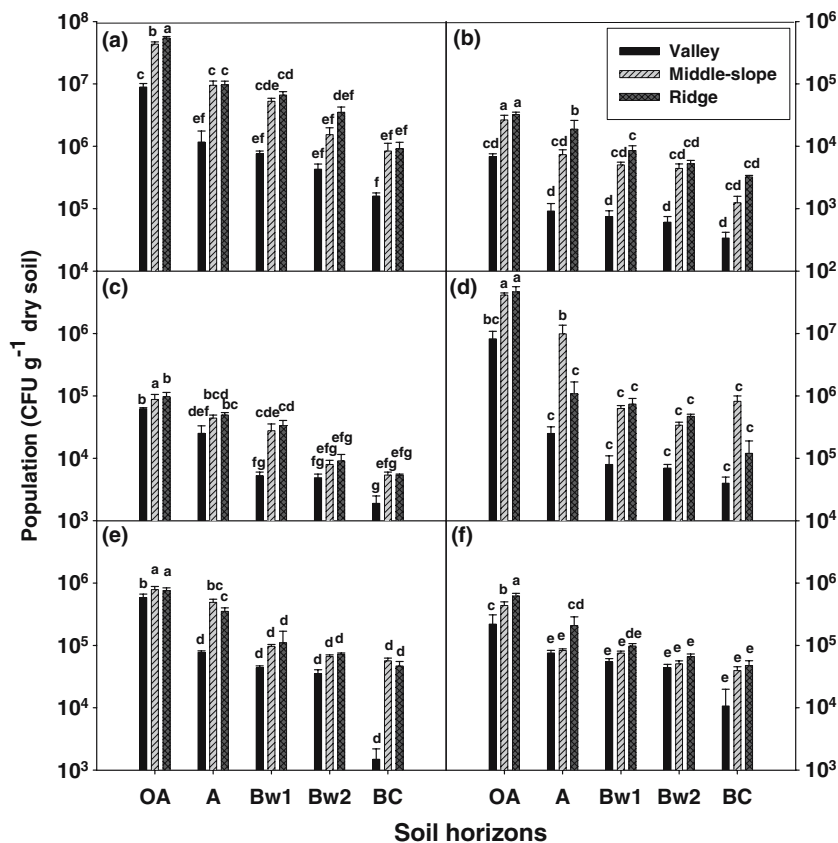 Population (CFU g⁻¹ dry soil)
10⁸
10⁷
10⁶
10⁵
10⁴
(a)
c b a
ef c c
ef cde cd
ef ef def
f ef ef
(b)
Valley
Middle-slope
Ridge
cd a a
d cd b
d cd c
d cd cd
d cd cd
10⁶
10⁵
10⁴
10³
10²
10⁶
10⁵
10⁴
10³
(c)
b a b
def bcd bc
fg cde cd
fg efg efg
g efg efg
(d)
bc a a
c b c
c c c
c c c
c c c
10⁷
10⁶
10⁵
10⁴
10⁶
10⁵
10⁴
10³
(e)
b a a
d bc c
d d d
d d d
d d d
(f)
c b a
e e cd
e e de
e e e
e e e
10⁶
10⁵
10⁴
10³
OA A Bw1 Bw2 BC
OA A Bw1 Bw2 BC
Soil horizons